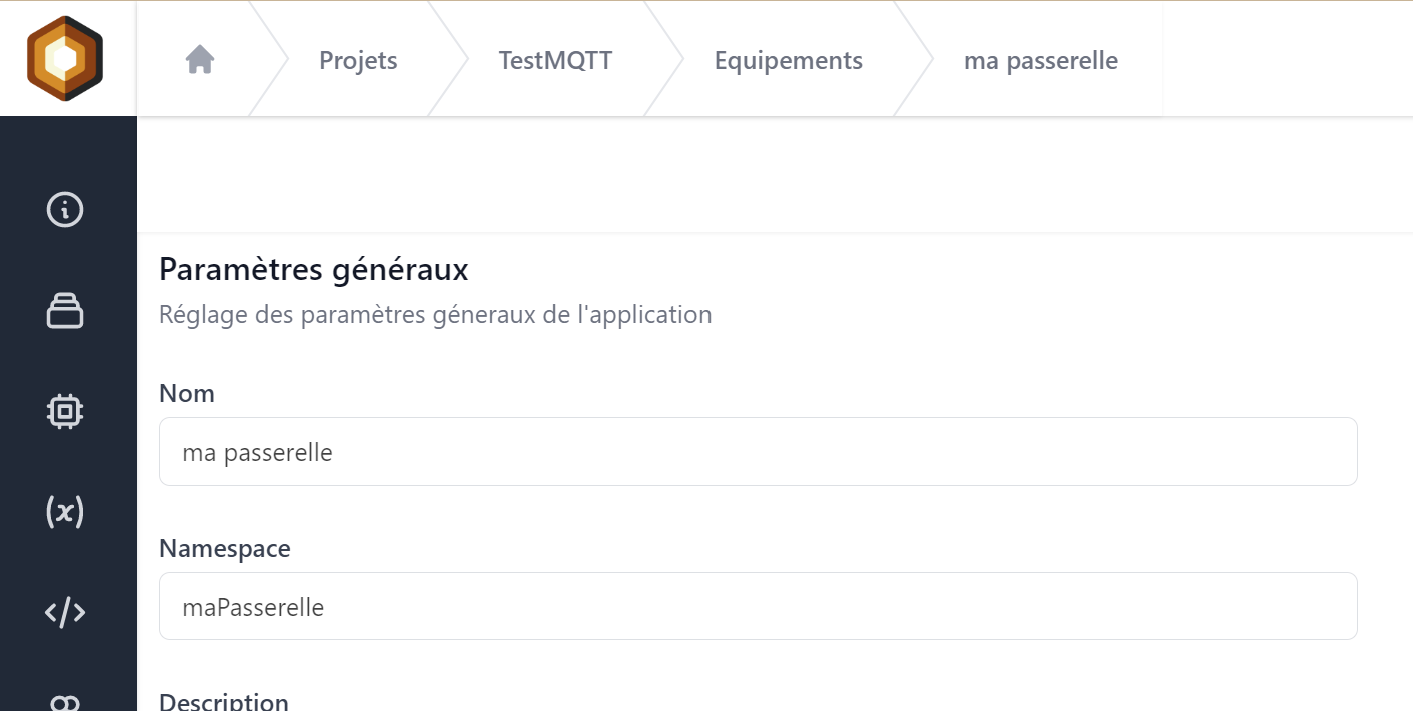 Projets
TestMQTT
Equipements
ma passerelle
Paramètres généraux
Réglage des paramètres géneraux de l'application
Nom
ma passerelle
Namespace
maPasserelle
Description